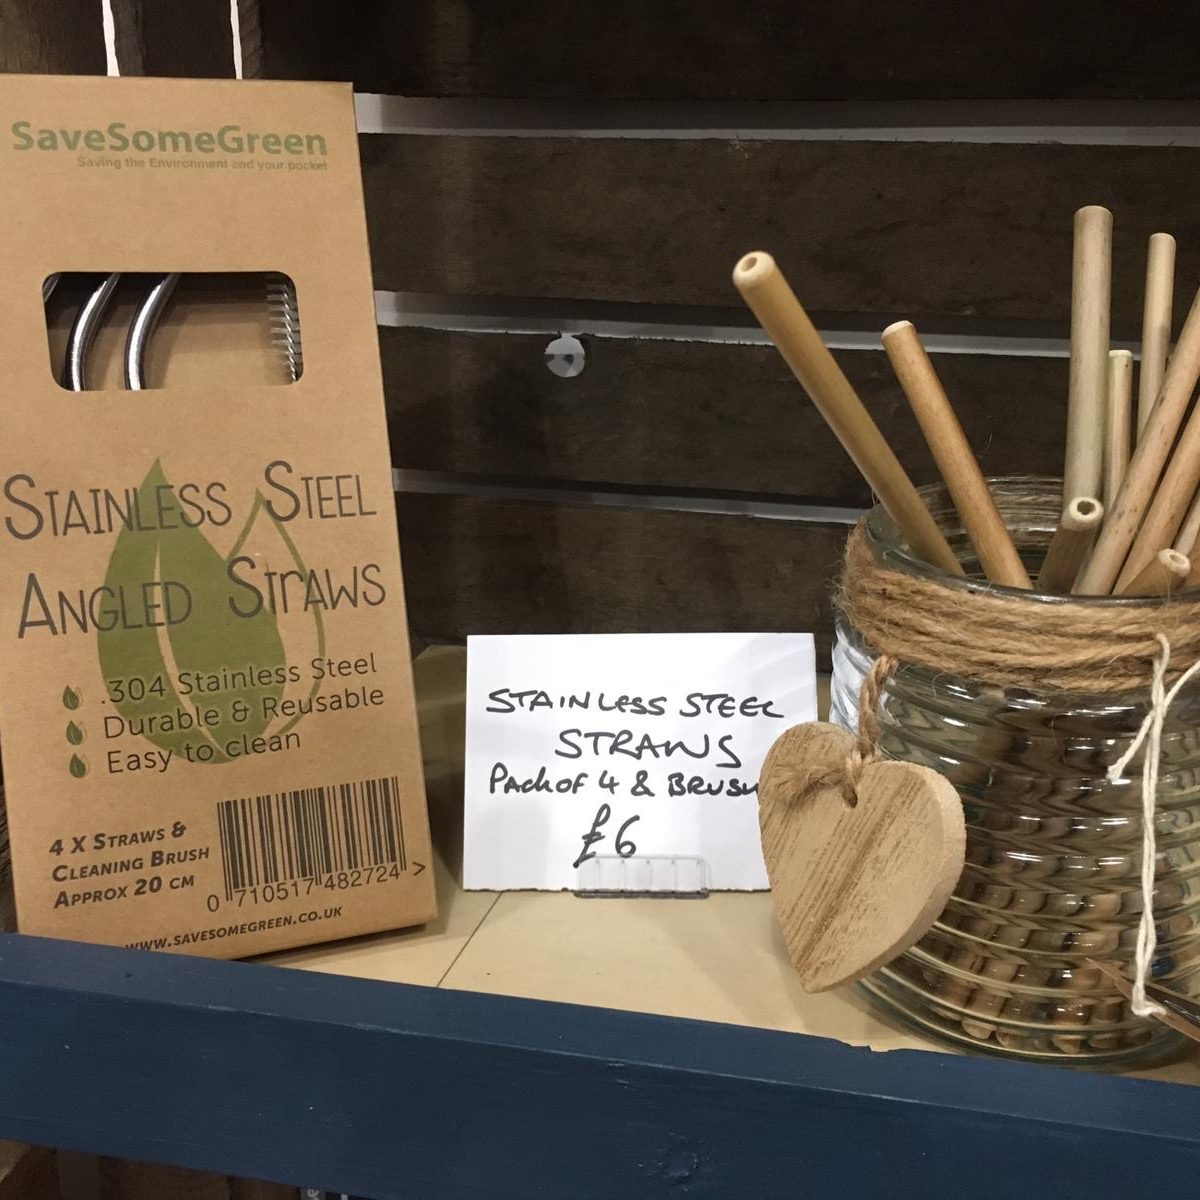 SaveSomeGreen
Saving the Environment and your pocket
STAINLESS STEEL
ANGLED STRAWS
.304 Stainless Steel
Durable & Reusable
Easy to clean
4 X STRAWS &
CLEANING BRUSH
APPROX 20 CM
0 710517 482724 >
WWW.SAVESOMEGREEN.CO.UK
STAINLESS STEEL
STRAWS
PACK OF 4 & BRUSH
£6